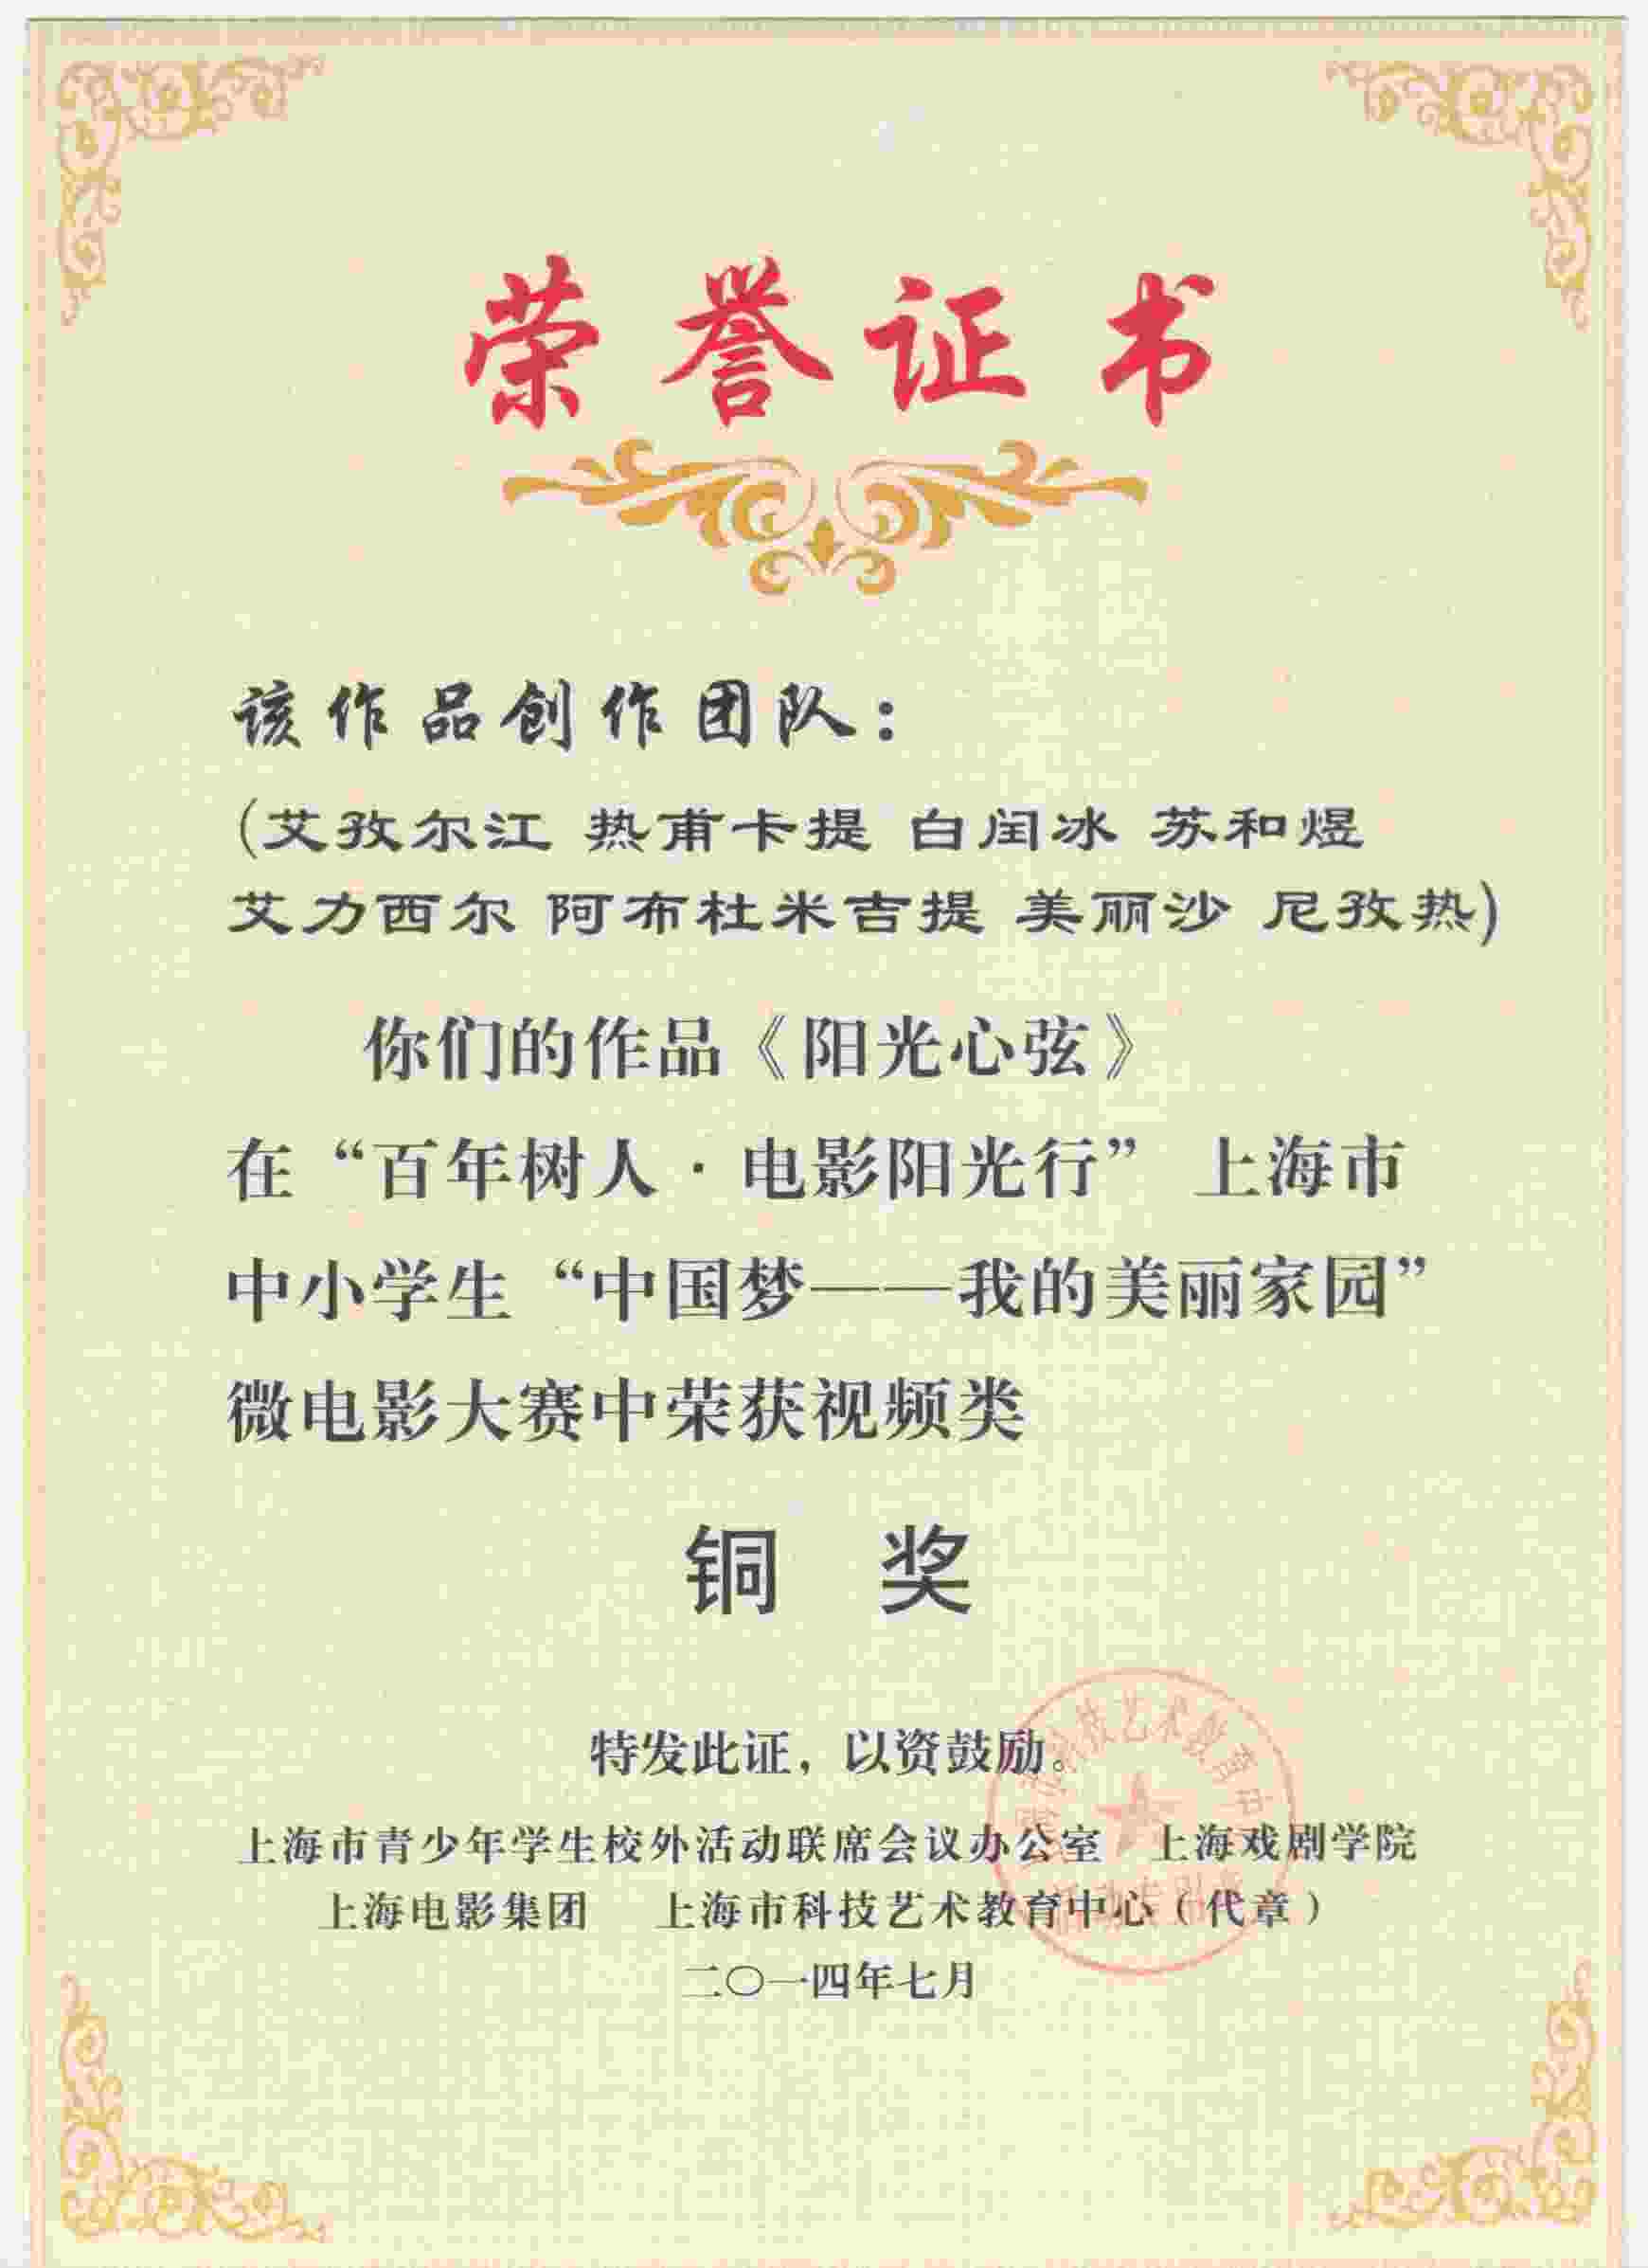 荣誉证书
该作品创作团队：
(艾孜尔江 热甫卡提 白闰冰 苏和煜
艾力西尔 阿布杜米吉提 美丽沙 尼孜热)
你们的作品《阳光心弦》
在“百年树人·电影阳光行” 上海市
中小学生“中国梦——我的美丽家园”
微电影大赛中荣获视频类
铜 奖
特发此证，以资鼓励。
上海市青少年学生校外活动联席会议办公室 上海戏剧学院
上海电影集团 上海市科技艺术教育中心（代章）
二〇一四年七月
科技艺术教育中